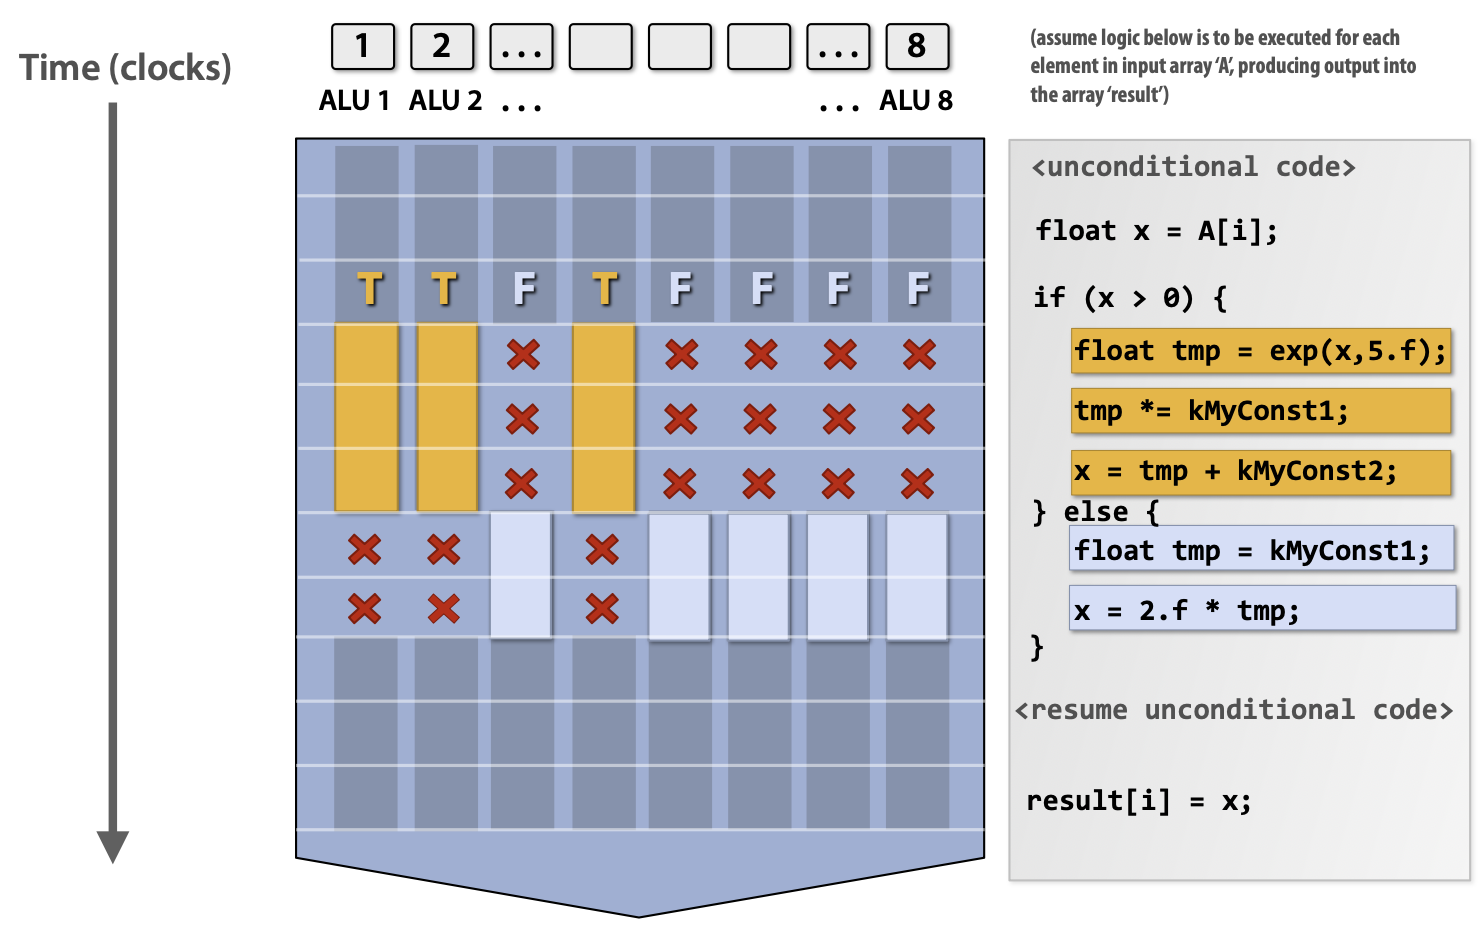 Time (clocks)
1 2 ... ... 8
ALU 1 ALU 2 ... ... ALU 8
(assume logic below is to be executed for each
element in input array ‘A’, producing output into
the array ‘result’)
T T F T F F F F
<unconditional code>
float x = A[i];
if (x > 0) {
float tmp = exp(x,5.f);
tmp *= kMyConst1;
x = tmp + kMyConst2;
} else {
float tmp = kMyConst1;
x = 2.f * tmp;
}
<resume unconditional code>
result[i] = x;